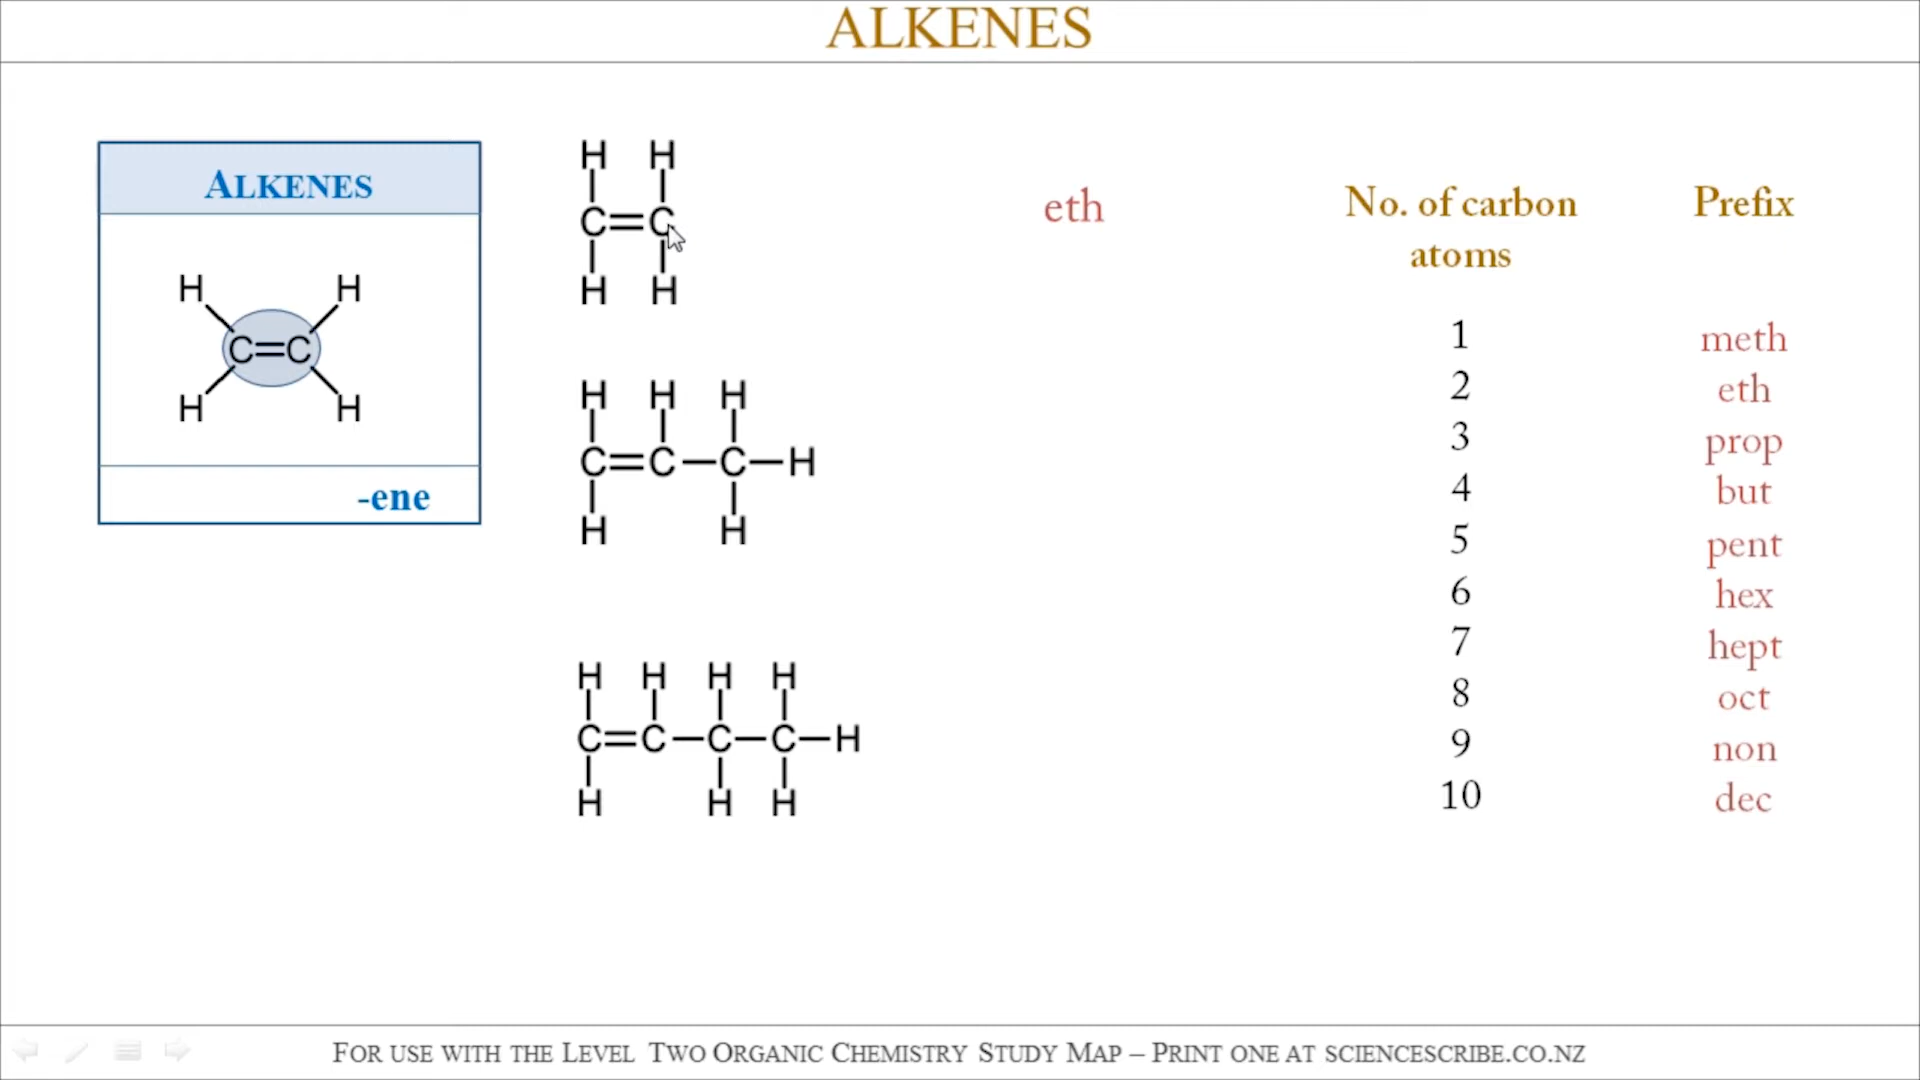 ALKENES
ALKENES
H H
C=C
H H
-ene
H H
C=C
H H
eth
H H H
C=C-C-H
H H
H H H H
C=C-C-C-H
H H H
No. of carbon Prefix
atoms
1 meth
2 eth
3 prop
4 but
5 pent
6 hex
7 hept
8 oct
9 non
10 dec
FOR USE WITH THE LEVEL TWO ORGANIC CHEMISTRY STUDY MAP – PRINT ONE AT SCIENCESCRIBE.CO.NZ